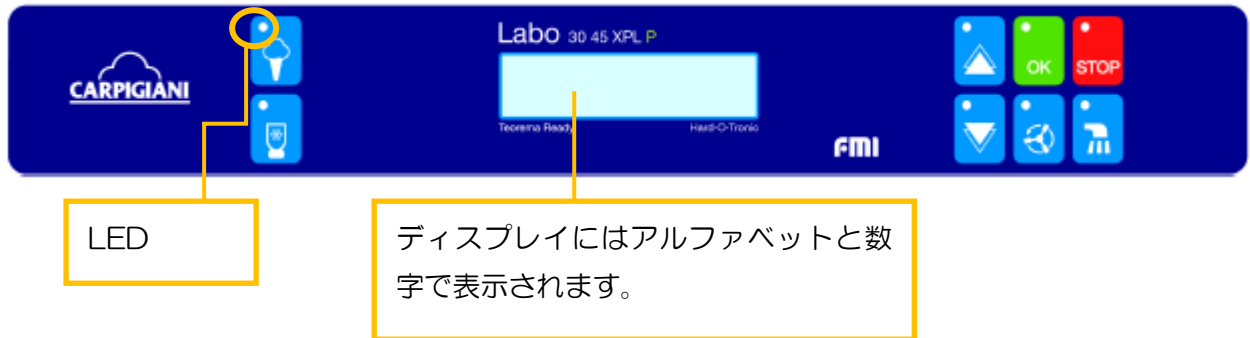 CARPIGIANI
Labo 30 45 XPL P
Teorema Ready
Hard-O-Tronic
FMI
OK
STOP
LED
ディスプレイにはアルファベットと数
字で表示されます。